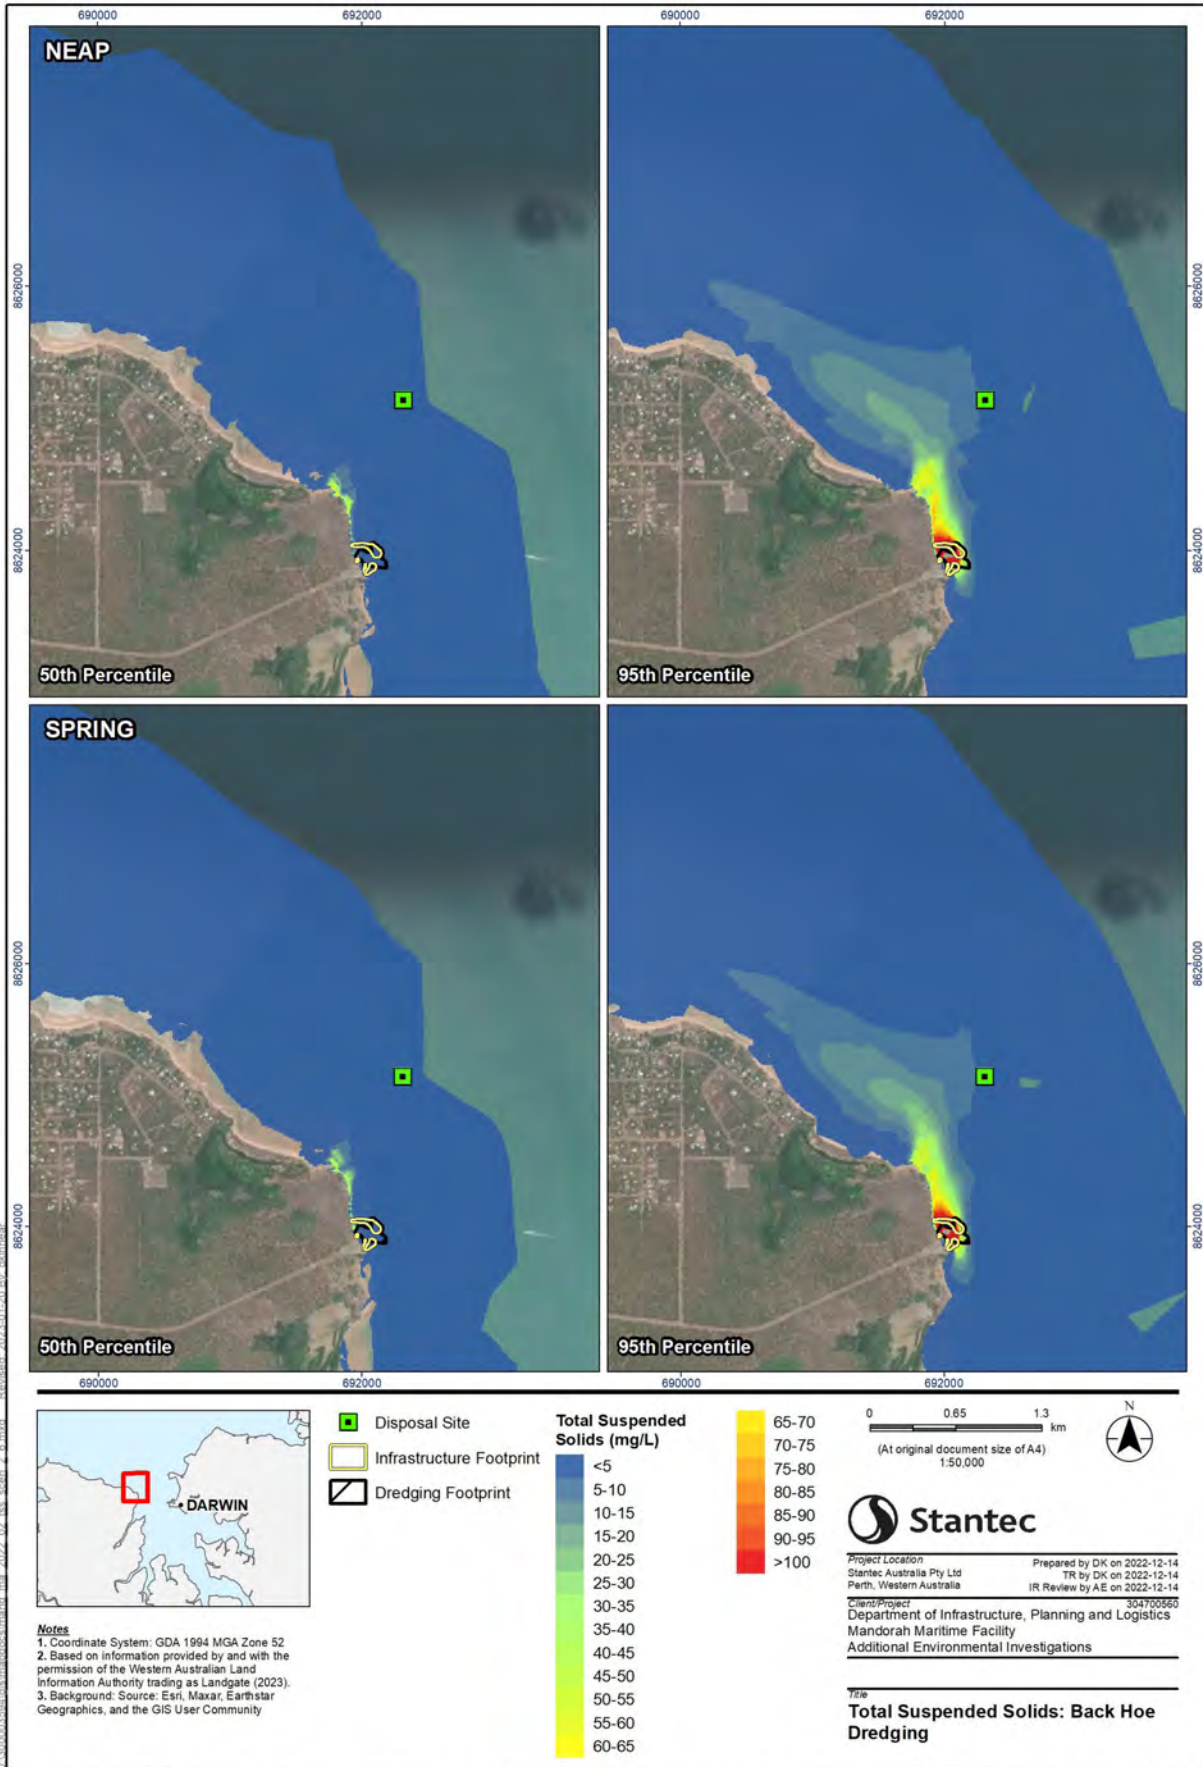 690000
692000
690000
692000
NEAP
8626000
8624000
50th Percentile
95th Percentile
8626000
8624000
SPRING
8626000
8624000
50th Percentile
95th Percentile
8626000
8624000
690000
692000
690000
692000
DARWIN
Notes
1. Coordinate System: GDA 1994 MGA Zone 52
2. Based on information provided by and with the
permission of the Western Australian Land
Information Authority trading as Landgate (2023).
3. Background: Source: Esri, Maxar, Earthstar
Geographics, and the GIS User Community
Disposal Site
Infrastructure Footprint
Dredging Footprint
Total Suspended
Solids (mg/L)
<5
5-10
10-15
15-20
20-25
25-30
30-35
35-40
40-45
45-50
50-55
55-60
60-65
65-70
70-75
75-80
80-85
85-90
90-95
>100
0 0.65 1.3
km
(At original document size of A4)
1:50,000
N
Stantec
Project Location
Stantec Australia Pty Ltd
Perth, Western Australia
Prepared by DK on 2022-12-14
TR by DK on 2022-12-14
IR Review by AE on 2022-12-14
Client/Project
304700560
Department of Infrastructure, Planning and Logistics
Mandorah Maritime Facility
Additional Environmental Investigations
Title
Total Suspended Solids: Back Hoe
Dredging